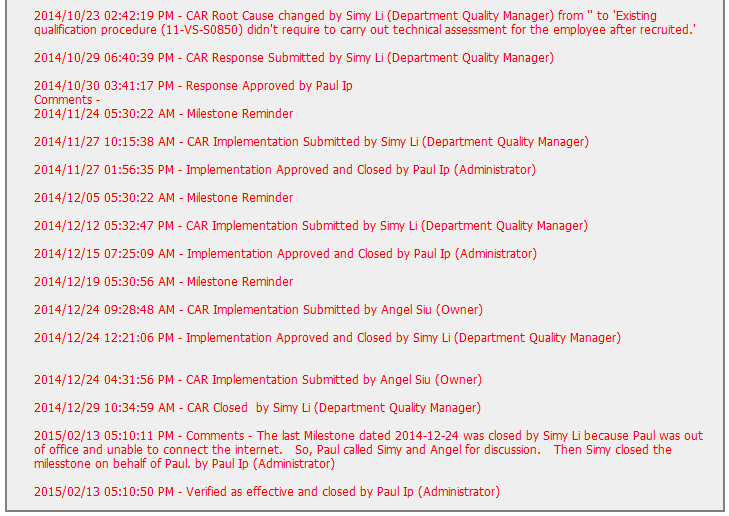 2014/10/23 02:42:19 PM - CAR Root Cause changed by Simy Li (Department Quality Manager) from '' to 'Existing
qualification procedure (11-VS-S0850) didn't require to carry out technical assessment for the employee after recruited.'
2014/10/29 06:40:39 PM - CAR Response Submitted by Simy Li (Department Quality Manager)
2014/10/30 03:41:17 PM - Response Approved by Paul Ip
Comments -
2014/11/24 05:30:22 AM - Milestone Reminder
2014/11/27 10:15:38 AM - CAR Implementation Submitted by Simy Li (Department Quality Manager)
2014/11/27 01:56:35 PM - Implementation Approved and Closed by Paul Ip (Administrator)
2014/12/05 05:30:22 AM - Milestone Reminder
2014/12/12 05:32:47 PM - CAR Implementation Submitted by Simy Li (Department Quality Manager)
2014/12/15 07:25:09 AM - Implementation Approved and Closed by Paul Ip (Administrator)
2014/12/19 05:30:56 AM - Milestone Reminder
2014/12/24 09:28:48 AM - CAR Implementation Submitted by Angel Siu (Owner)
2014/12/24 12:21:06 PM - Implementation Approved and Closed by Simy Li (Department Quality Manager)
2014/12/24 04:31:56 PM - CAR Implementation Submitted by Angel Siu (Owner)
2014/12/29 10:34:59 AM - CAR Closed  by Simy Li (Department Quality Manager)
2015/02/13 05:10:11 PM - Comments - The last Milestone dated 2014-12-24 was closed by Simy Li because Paul was out
of office and unable to connect the internet.   So, Paul called Simy and Angel for discussion.   Then Simy closed the
milesstone on behalf of Paul. by Paul Ip (Administrator)
2015/02/13 05:10:50 PM - Verified as effective and closed by Paul Ip (Administrator)